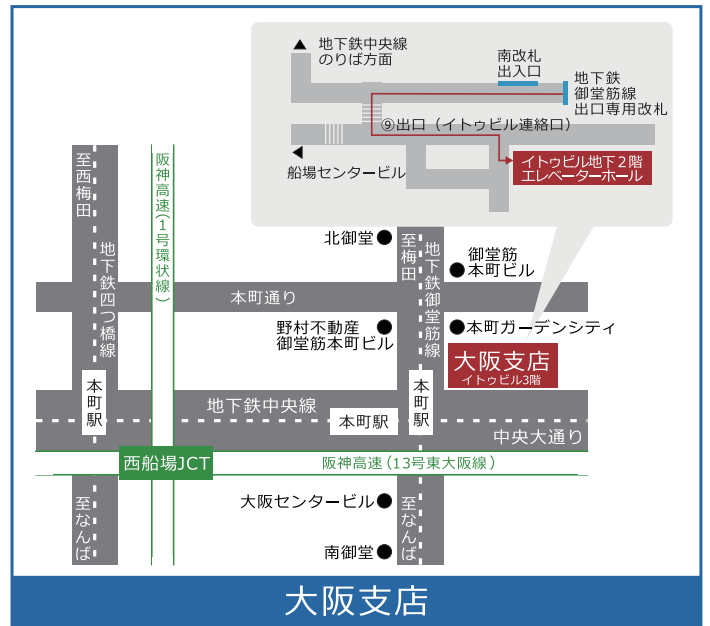 地下鉄中央線
のりば方面
南改札
出入口
地下鉄
御堂筋線
出口専用改札
⑨出口（イトゥビル連絡口）
船場センタービル
イトゥビル地下２階
エレベーターホール
至西梅田
阪神高速(1号環状線)
地下鉄四つ橋線
北御堂
至梅田
地下鉄御堂筋線
御堂筋
本町ビル
本町通り
野村不動産
御堂筋本町ビル
本町ガーデンシティ
大阪支店
イトゥビル3階
本町駅
地下鉄中央線
本町駅
本町駅
中央大通り
西船場JCT
阪神高速（13号東大阪線）
至なんば
大阪センタービル
至なんば
南御堂
大阪支店